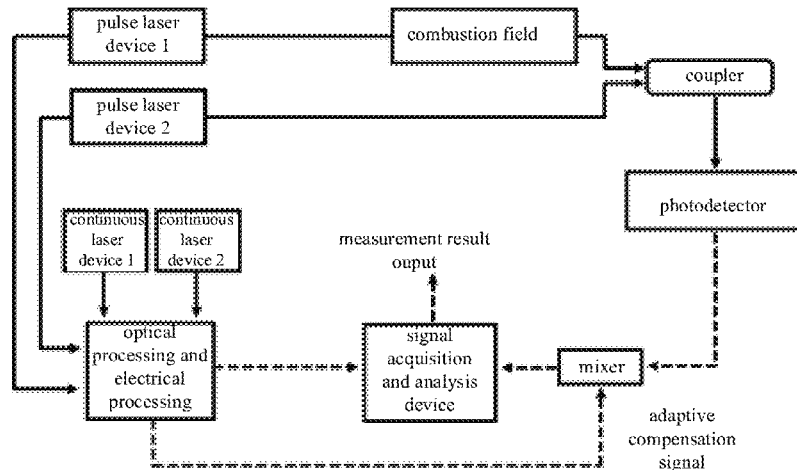 pulse laser
device 1
combustion field
coupler
pulse laser
device 2
photodetector
continuous
laser
device 1
continuous
laser
device 2
measurement result
ouput
optical
processing and
electrical
processing
signal
acquisition
and analysis
device
mixer
adaptive
compensation
signal